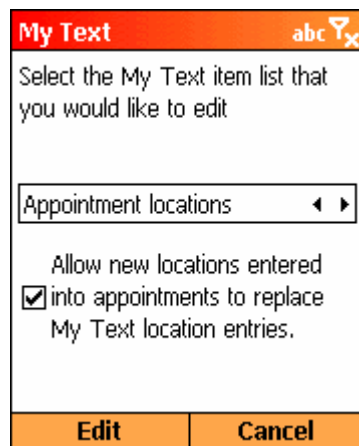 My Text abc
Select the My Text item list that
you would like to edit
Appointment locations
Allow new locations entered
into appointments to replace
My Text location entries.
Edit Cancel